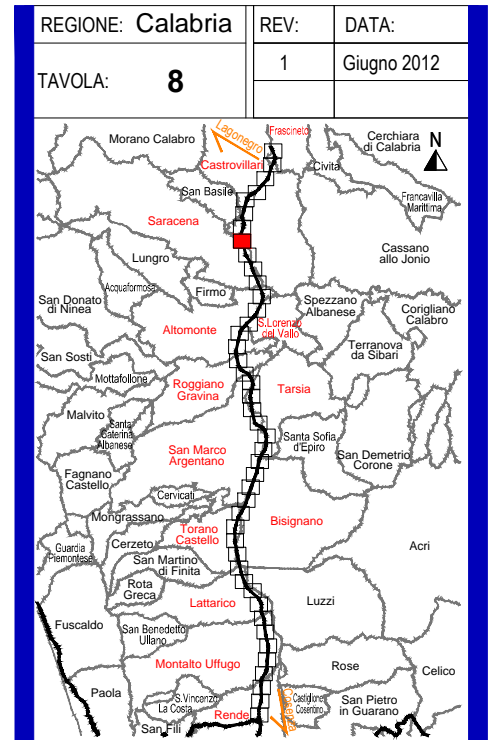 REGIONE: Calabria
REV:
DATA:
TAVOLA: 8
1
Giugno 2012
Lagonegro
Frascineto
Morano Calabro
Cerchiara
di Calabria
N
Castrovillari
Civita
San Basile
Francavilla
Marittima
Saracena
Cassano
allo Jonio
Lungro
Acquaformosa
Firmo
San Donato
di Ninea
Spezzano
Albanese
Corigliano
Calabro
Altomonte
S.Lorenzo
del Vallo
Terranova
da Sibari
San Sosti
Mottafollone
Roggiano
Gravina
Tarsia
Malvito
Santa
Caterina
Albanese
Santa Sofia
d'Epiro
San Marco
Argentano
San Demetrio
Corone
Fagnano
Castello
Cervicati
Mongrassano
Bisignano
Torano
Castello
Guardia
Piemontese
Cerzeto
Acri
San Martino
di Finita
Rota
Greca
Lattarico
Luzzi
Fuscaldo
San Benedetto
Ullano
Montalto Uffugo
Rose
Celico
Paola
S.Vincenzo
La Costa
Cosenza
Castiglione
Cosentino
San Pietro
in Guarano
Rende
San Fili